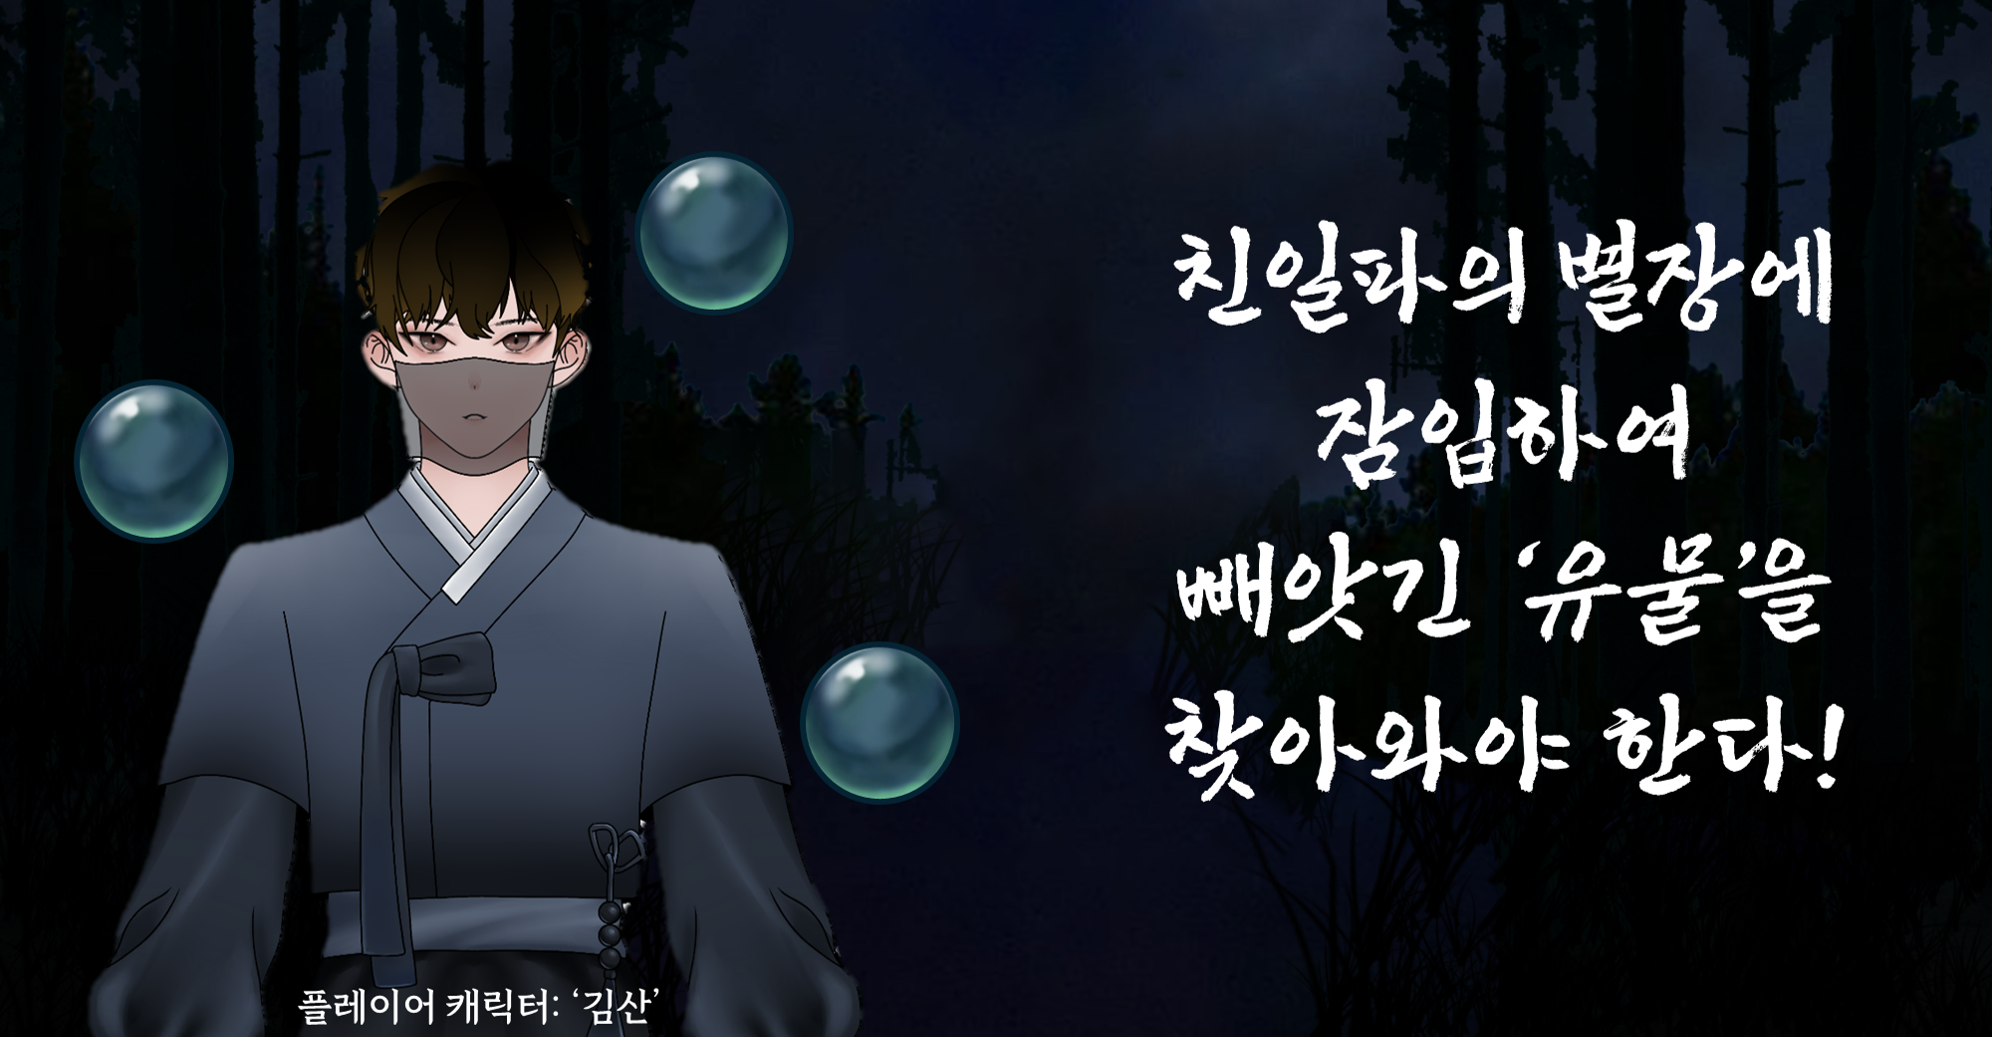 친일파의 별장에
잠입하여
빼앗긴 ‘유물’을
찾아와야 한다!
플레이어 캐릭터: ‘김산’